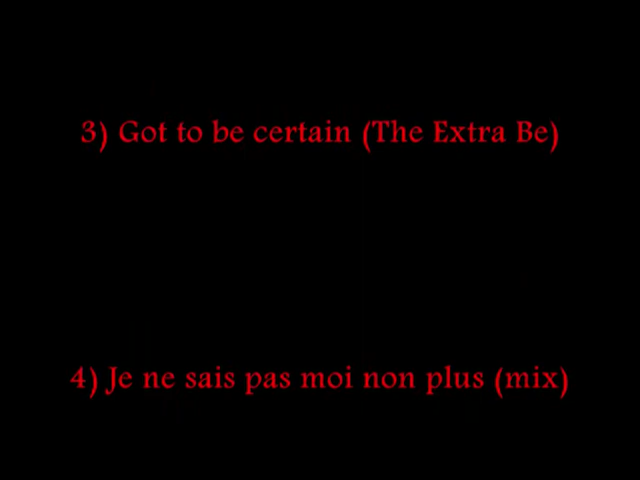 3) Got to be certain (The Extra Be)
4) Je ne sais pas moi non plus (mix)